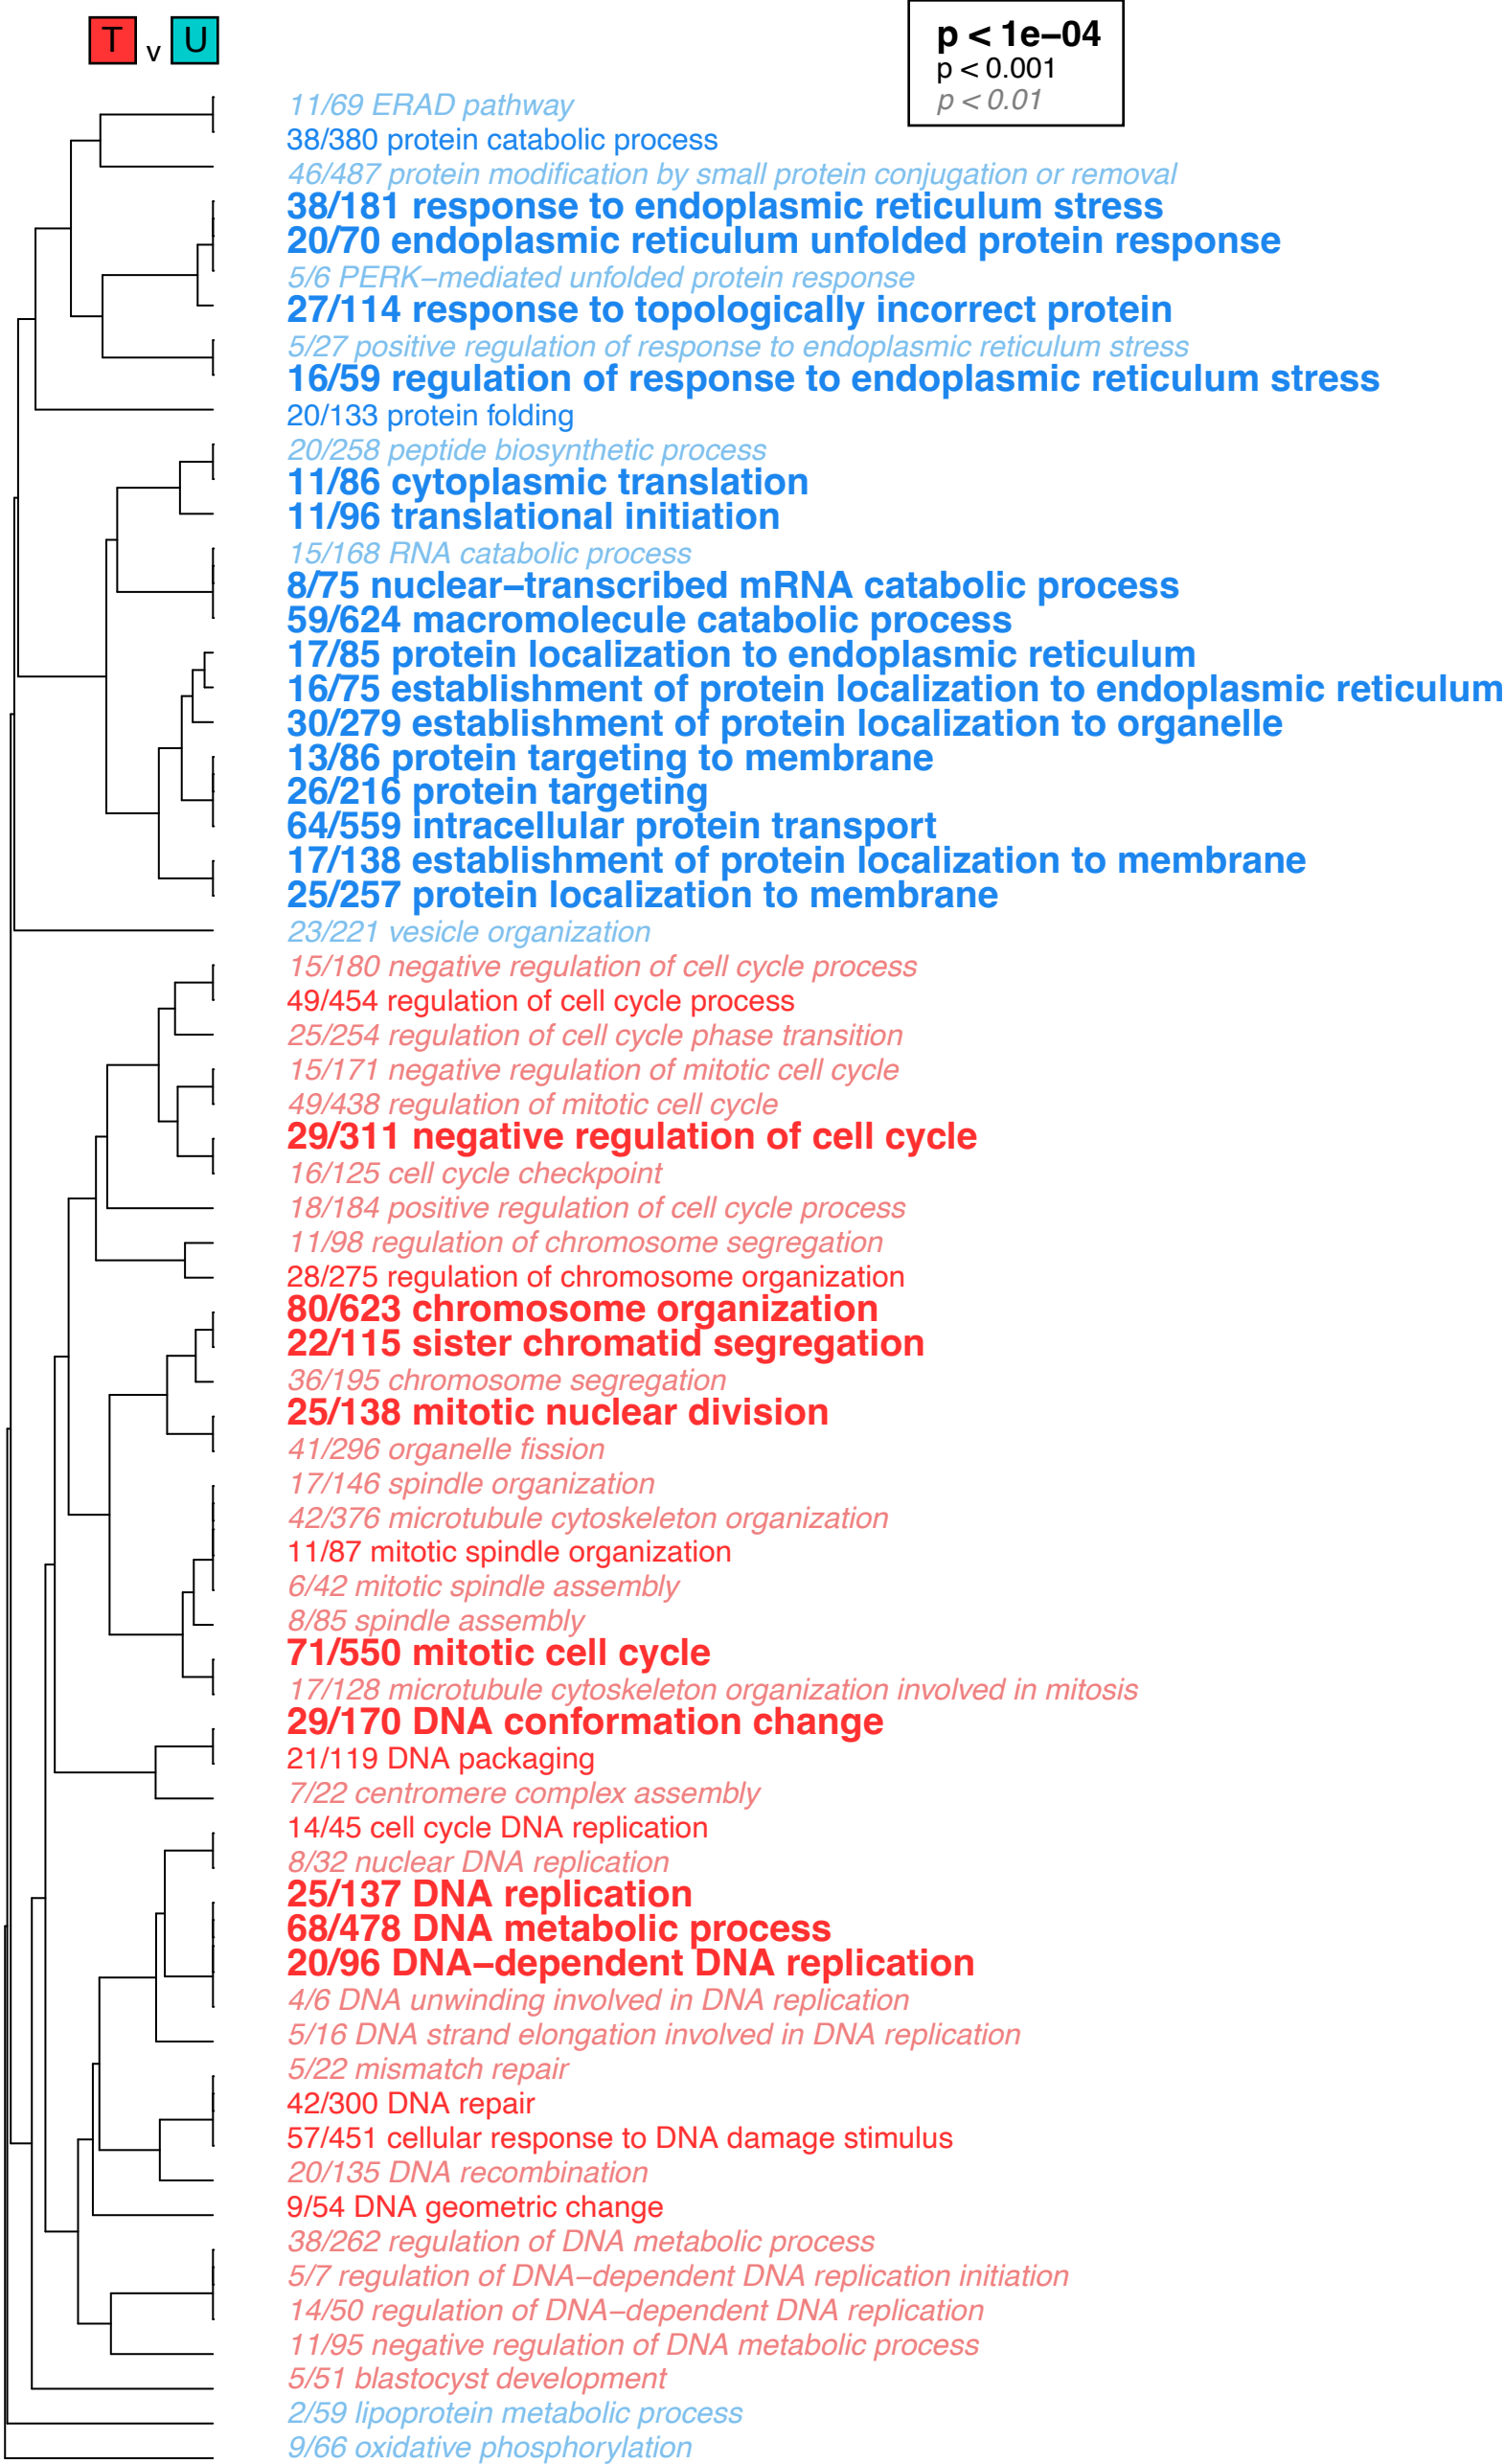 T v U
p < 1e−04
p < 0.001
p < 0.01
11/69 ERAD pathway
38/380 protein catabolic process
46/487 protein modification by small protein conjugation or removal
38/181 response to endoplasmic reticulum stress
20/70 endoplasmic reticulum unfolded protein response
5/6 PERK−mediated unfolded protein response
27/114 response to topologically incorrect protein
5/27 positive regulation of response to endoplasmic reticulum stress
16/59 regulation of response to endoplasmic reticulum stress
20/133 protein folding
20/258 peptide biosynthetic process
11/86 cytoplasmic translation
11/96 translational initiation
15/168 RNA catabolic process
8/75 nuclear−transcribed mRNA catabolic process
59/624 macromolecule catabolic process
17/85 protein localization to endoplasmic reticulum
16/75 establishment of protein localization to endoplasmic reticulum
30/279 establishment of protein localization to organelle
13/86 protein targeting to membrane
26/216 protein targeting
64/559 intracellular protein transport
17/138 establishment of protein localization to membrane
25/257 protein localization to membrane
23/221 vesicle organization
15/180 negative regulation of cell cycle process
49/454 regulation of cell cycle process
25/254 regulation of cell cycle phase transition
15/171 negative regulation of mitotic cell cycle
49/438 regulation of mitotic cell cycle
29/311 negative regulation of cell cycle
16/125 cell cycle checkpoint
18/184 positive regulation of cell cycle process
11/98 regulation of chromosome segregation
28/275 regulation of chromosome organization
80/623 chromosome organization
22/115 sister chromatid segregation
36/195 chromosome segregation
25/138 mitotic nuclear division
41/296 organelle fission
17/146 spindle organization
42/376 microtubule cytoskeleton organization
11/87 mitotic spindle organization
6/42 mitotic spindle assembly
8/85 spindle assembly
71/550 mitotic cell cycle
17/128 microtubule cytoskeleton organization involved in mitosis
29/170 DNA conformation change
21/119 DNA packaging
7/22 centromere complex assembly
14/45 cell cycle DNA replication
8/32 nuclear DNA replication
25/137 DNA replication
68/478 DNA metabolic process
20/96 DNA−dependent DNA replication
4/6 DNA unwinding involved in DNA replication
5/16 DNA strand elongation involved in DNA replication
5/22 mismatch repair
42/300 DNA repair
57/451 cellular response to DNA damage stimulus
20/135 DNA recombination
9/54 DNA geometric change
38/262 regulation of DNA metabolic process
5/7 regulation of DNA−dependent DNA replication initiation
14/50 regulation of DNA−dependent DNA replication
11/95 negative regulation of DNA metabolic process
5/51 blastocyst development
2/59 lipoprotein metabolic process
9/66 oxidative phosphorylation